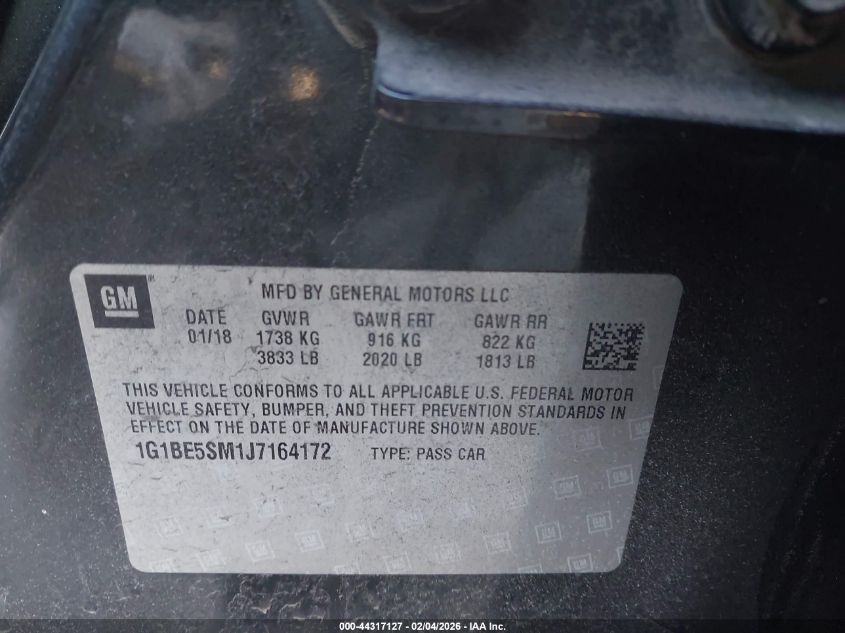 GM
MFD BY GENERAL MOTORS LLC
DATE GVWR GAWR FRT GAWR RR
01/18 1738 KG 916 KG 822 KG
3833 LB 2020 LB 1813 LB
THIS VEHICLE CONFORMS TO ALL APPLICABLE U.S. FEDERAL MOTOR
VEHICLE SAFETY, BUMPER, AND THEFT PREVENTION STANDARDS IN
EFFECT ON THE DATE OF MANUFACTURE SHOWN ABOVE.
1G1BE5SM1J7164172 TYPE: PASS CAR
000-44317127 - 02/04/2026 - IAA Inc.